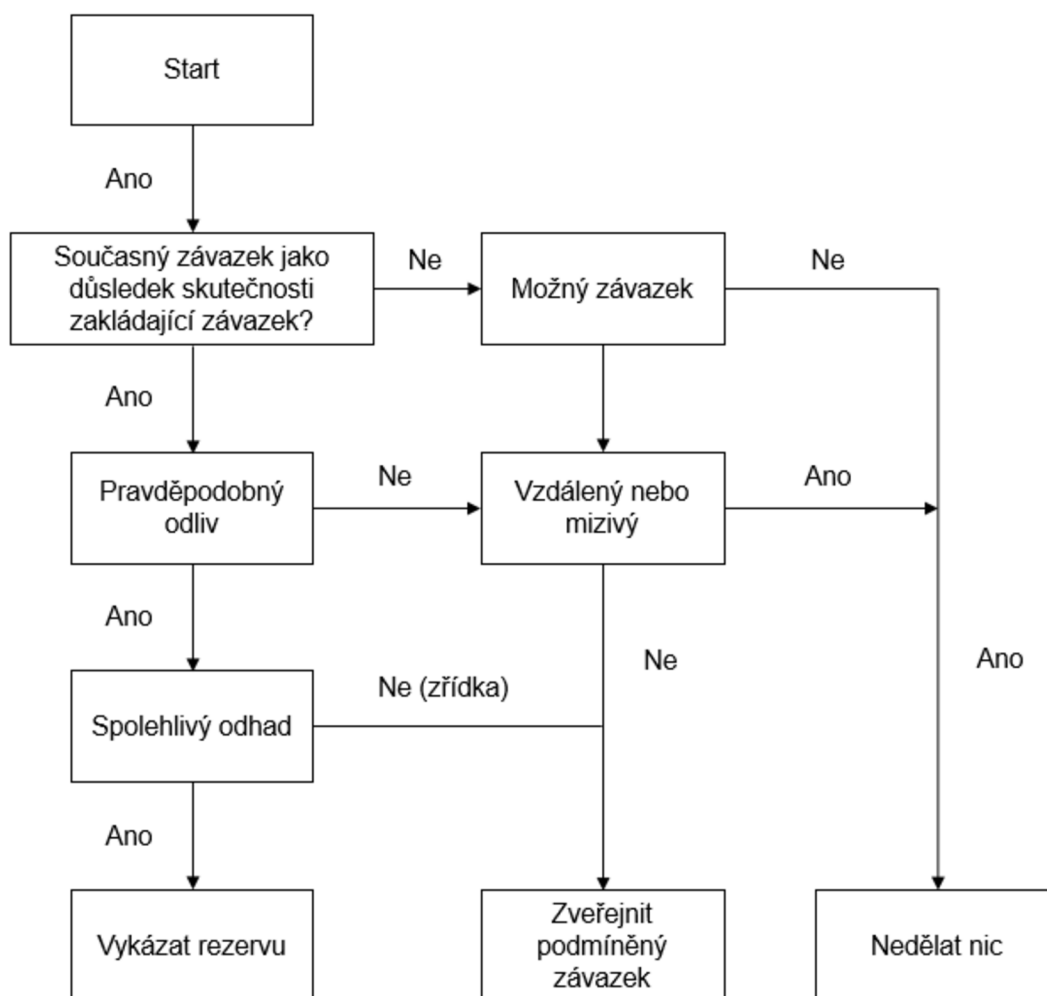 Start
Ano
Současný závazek jako
důsledek skutečnosti
zakládající závazek?
Ne
Možný závazek
Ne
Ano
Pravděpodobný
odliv
Ne
Vzdálený nebo
mizivý
Ano
Ano
Ne
Ano
Spolehlivý odhad
Ne (zřídka)
Ano
Vykázat rezervu
Zveřejnit
podmíněný
závazek
Nedělat nic